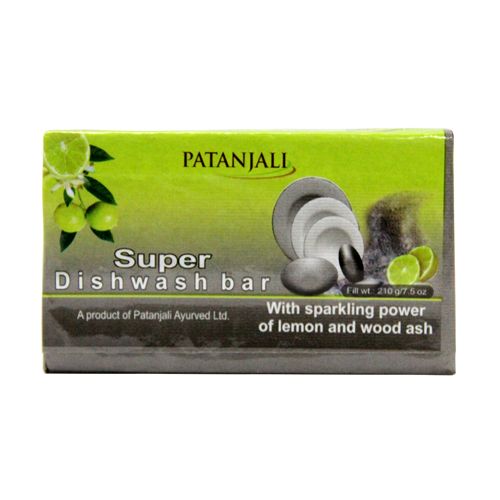 PATANJALI
Super
Dishwash bar
Fill wt.: 210 g/7.5 oz
A product of Patanjali Ayurved Ltd.
With sparkling power
of lemon and wood ash